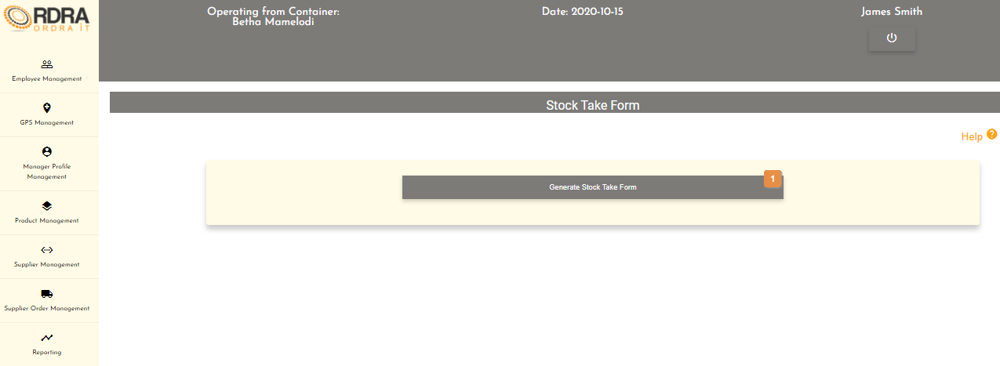 RDRA
ORDRA IT
Operating from Container:
Betha Mamelodi
Date: 2020-10-15
James Smith
Employee Management
GPS Management
Manager Profile
Management
Product Management
Supplier Management
Supplier Order Management
Reporting
Stock Take Form
Help ?
1
Generate Stock Take Form